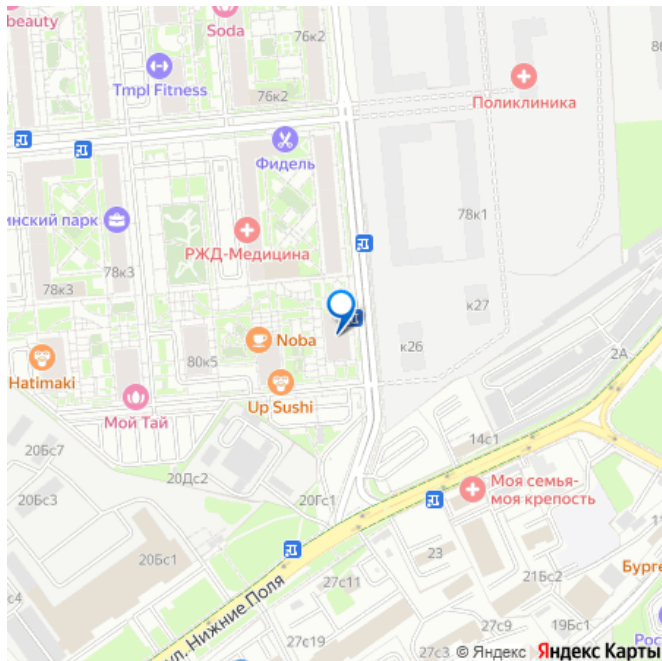 beauty
Soda
76к2
Tmpl Fitness
76к2
Поликлиника
Фидель
инский парк
78к1
РЖД-Медицина
78к3
78к3
к27
Noba
к26
2А
80к5
Hatimaki
Up Sushi
Мой Тай
14с1
20Бс7
20Дс2
Моя семья-
моя крепость
20Бс3
20Гс1
20Бс1
23
ул. Нижние Поля
27с11
21Бс2
Бурге
с4
27с9
19Бс1
27с19
27с3
Рос
© Яндекс Яндекс Карты